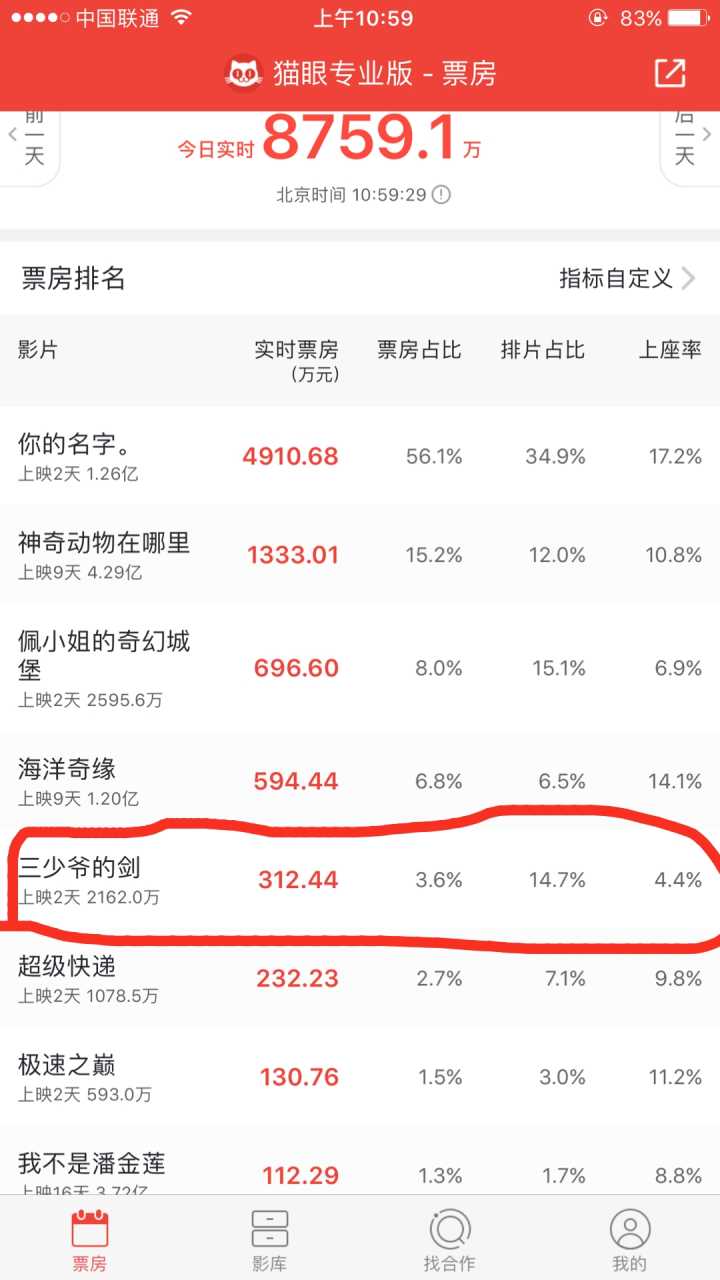 中国联通 上午10:59 83%
猫眼专业版 - 票房
前一天 今日实时 8759.1 万 后一天
北京时间 10:59:29
票房排名 指标自定义
影片 实时票房 票房占比 排片占比 上座率
(万元)
你的名字。 4910.68 56.1% 34.9% 17.2%
上映2天 1.26亿
神奇动物在哪里 1333.01 15.2% 12.0% 10.8%
上映9天 4.29亿
佩小姐的奇幻城
堡 696.60 8.0% 15.1% 6.9%
上映2天 2595.6万
海洋奇缘 594.44 6.8% 6.5% 14.1%
上映9天 1.20亿
三少爷的剑 312.44 3.6% 14.7% 4.4%
上映2天 2162.0万
超级快递 232.23 2.7% 7.1% 9.8%
上映2天 1078.5万
极速之巅 130.76 1.5% 3.0% 11.2%
上映2天 593.0万
我不是潘金莲 112.29 1.3% 1.7% 8.8%
上映16天 3.72亿
票房 影库 找合作 我的